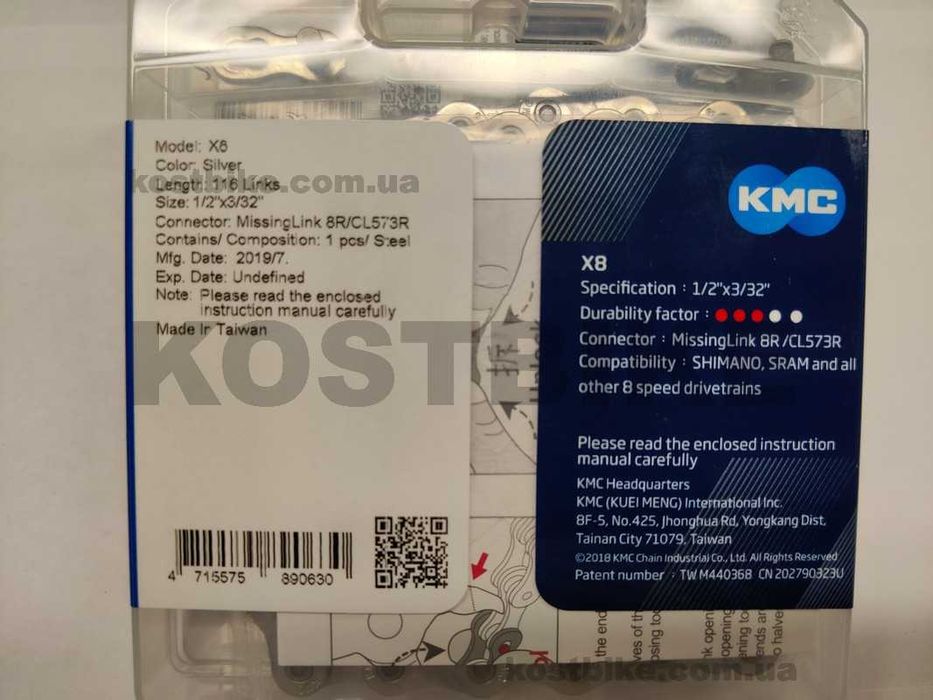 Model: X8
Color: Silver
Length: 116 Links
Size: 1/2"x3/32"
Connector: MissingLink 8R/CL573R
Contains/ Composition: 1 pcs/ Steel
Mfg. Date: 2019/7.
Exp. Date: Undefined
Note: Please read the enclosed
instruction manual carefully
Made In Taiwan
4 715575 890630
KMC
X8
Specification : 1/2"x3/32"
Durability factor :
Connector : MissingLink 8R /CL573R
Compatibility : SHIMANO, SRAM and all
other 8 speed drivetrains
Please read the enclosed instruction
manual carefully
KMC Headquarters
KMC (KUEI MENG) International Inc.
8F-5, No.425, Jhonghua Rd, Yongkang Dist,
Tainan City 71079, Taiwan
©2018 KMC Chain Industrial Co., Ltd. All Rights Reserved
Patent number : TW M440368 CN 202790323U
拆
kostbike.com.ua
kostbike.com.ua